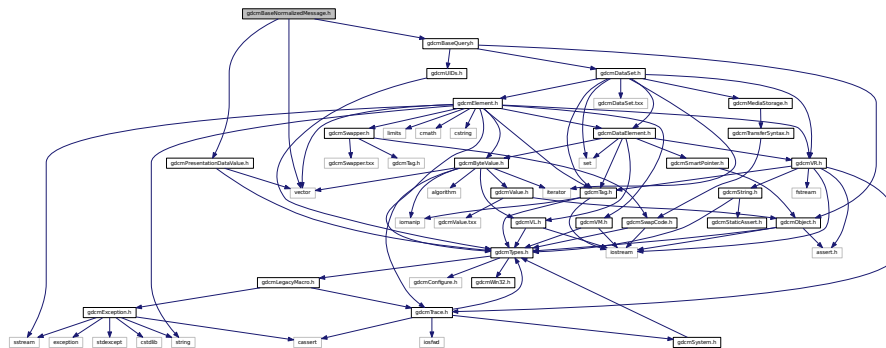 gdcmBaseNormalizedMessage.h
gdcmBaseQuery.h
gdcmUIDs.h
gdcmDataSet.h
gdcmElement.h
gdcmDataSet.txx
gdcmMediaStorage.h
gdcmSwapper.h
limits
cmath
cstring
gdcmDataElement.h
gdcmTransferSyntax.h
gdcmPresentationDataValue.h
gdcmSwapper.txx
gdcmTag.h
gdcmByteValue.h
set
gdcmSmartPointer.h
gdcmVR.h
vector
algorithm
gdcmValue.h
iterator
gdcmTag.h
gdcmString.h
fstream
iomanip
gdcmValue.txx
gdcmVL.h
gdcmVM.h
gdcmSwapCode.h
gdcmStaticAssert.h
gdcmObject.h
gdcmTypes.h
iostream
assert.h
gdcmLegacyMacro.h
gdcmConfigure.h
gdcmWin32.h
gdcmException.h
gdcmTrace.h
sstream
exception
stdexcept
cstdlib
string
cassert
iosfwd
gdcmSystem.h